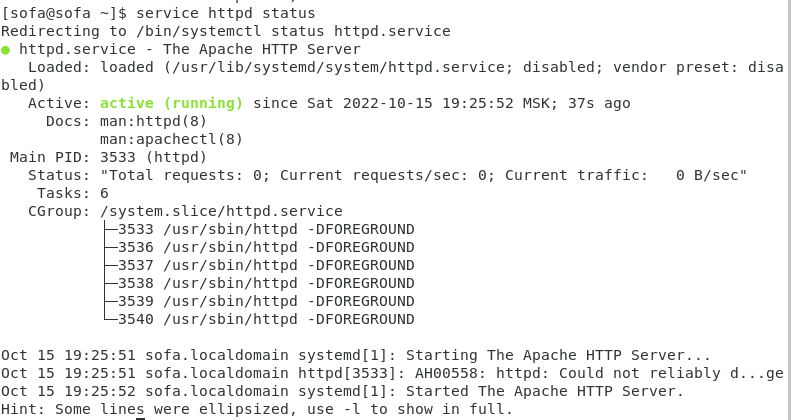 [sofa@sofa ~]$ service httpd status
Redirecting to /bin/systemctl status httpd.service
● httpd.service - The Apache HTTP Server
   Loaded: loaded (/usr/lib/systemd/system/httpd.service; disabled; vendor preset: disa
bled)
   Active: active (running) since Sat 2022-10-15 19:25:52 MSK; 37s ago
     Docs: man:httpd(8)
           man:apachectl(8)
 Main PID: 3533 (httpd)
   Status: "Total requests: 0; Current requests/sec: 0; Current traffic:   0 B/sec"
    Tasks: 6
   CGroup: /system.slice/httpd.service
           ├─3533 /usr/sbin/httpd -DFOREGROUND
           ├─3536 /usr/sbin/httpd -DFOREGROUND
           ├─3537 /usr/sbin/httpd -DFOREGROUND
           ├─3538 /usr/sbin/httpd -DFOREGROUND
           ├─3539 /usr/sbin/httpd -DFOREGROUND
           └─3540 /usr/sbin/httpd -DFOREGROUND

Oct 15 19:25:51 sofa.localdomain systemd[1]: Starting The Apache HTTP Server...
Oct 15 19:25:51 sofa.localdomain httpd[3533]: AH00558: httpd: Could not reliably d...ge
Oct 15 19:25:52 sofa.localdomain systemd[1]: Started The Apache HTTP Server.
Hint: Some lines were ellipsized, use -l to show in full.